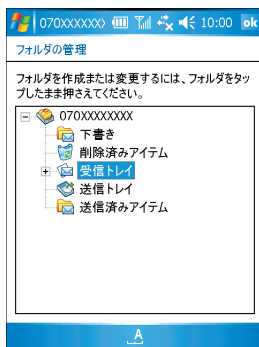 070XXXXXX> 10:00 ok
フォルダの管理
フォルダを作成または変更するには、フォルダをタッ
プしたまま押さえてください。
070XXXXXXXX
下書き
削除済みアイテム
受信トレイ
送信トレイ
送信済みアイテム
A